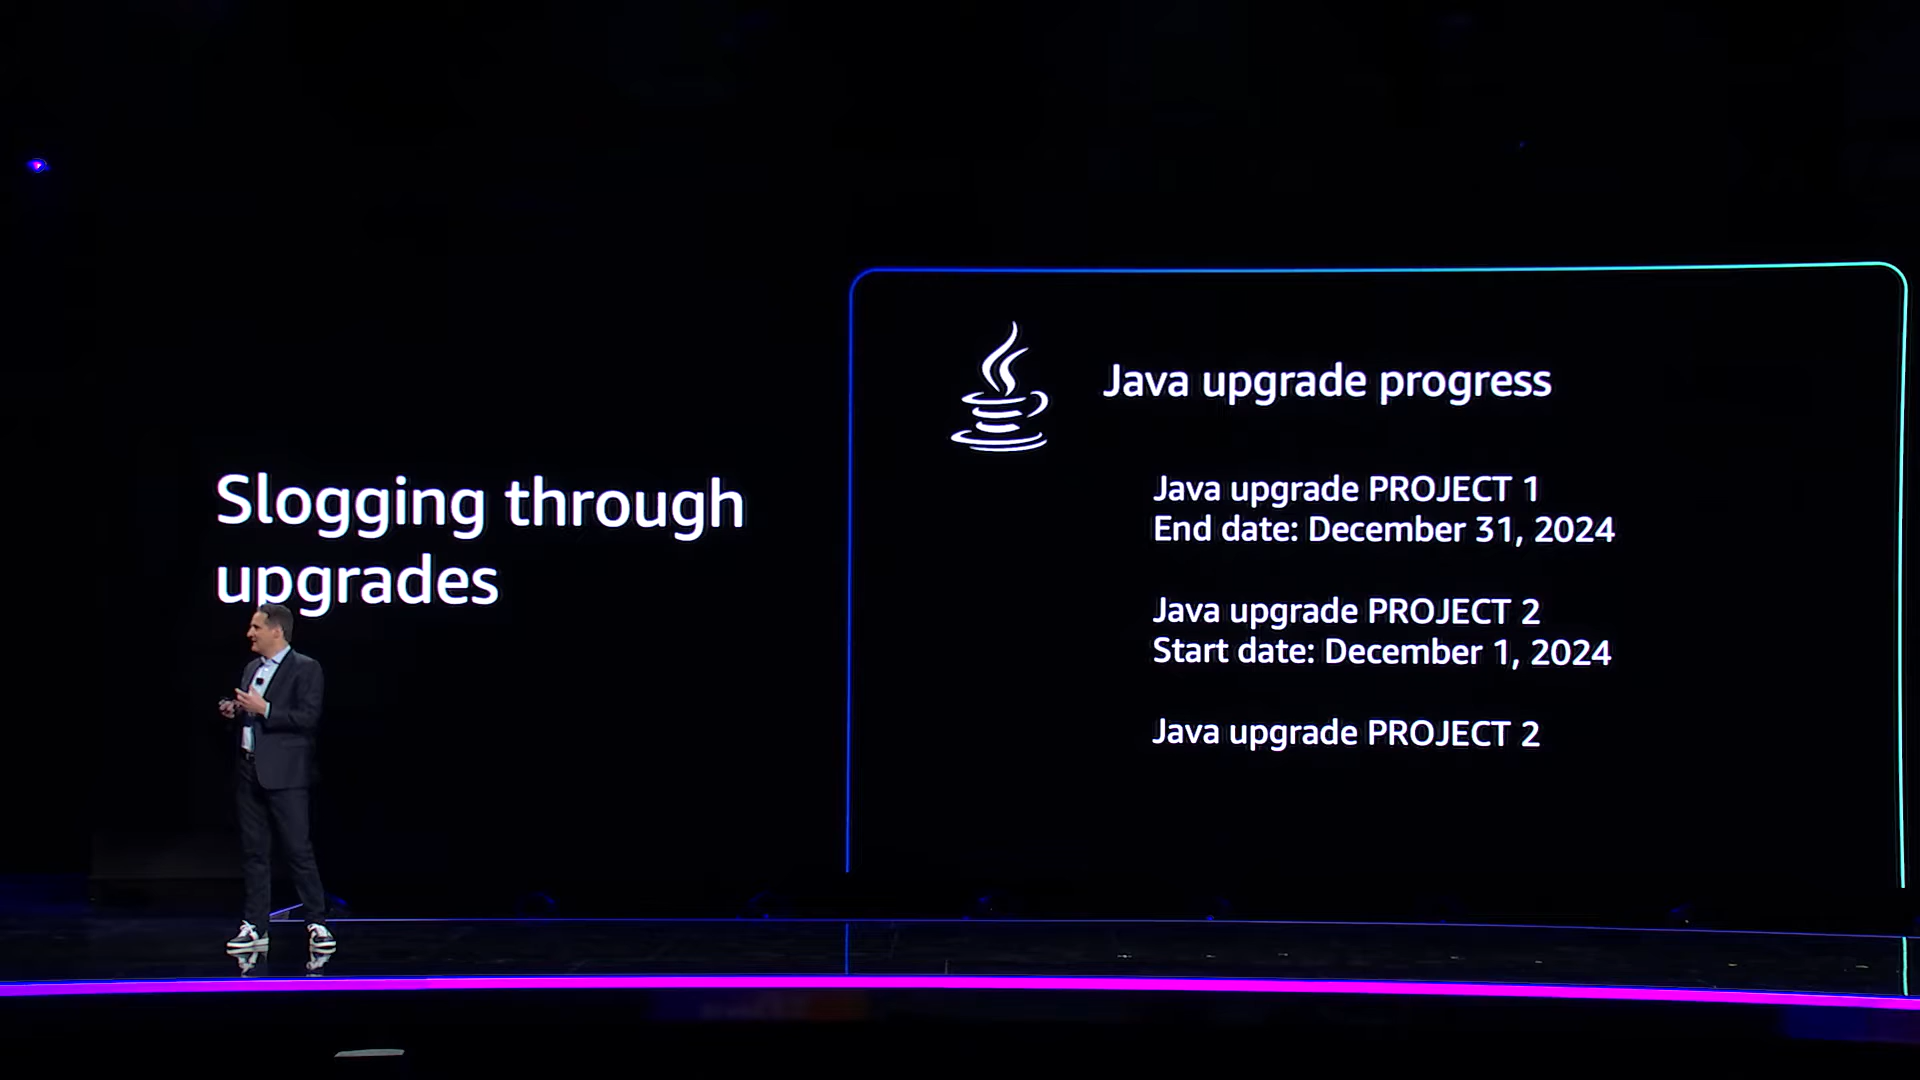 Slogging through
upgrades
Java upgrade progress
Java upgrade PROJECT 1
End date: December 31, 2024
Java upgrade PROJECT 2
Start date: December 1, 2024
Java upgrade PROJECT 2